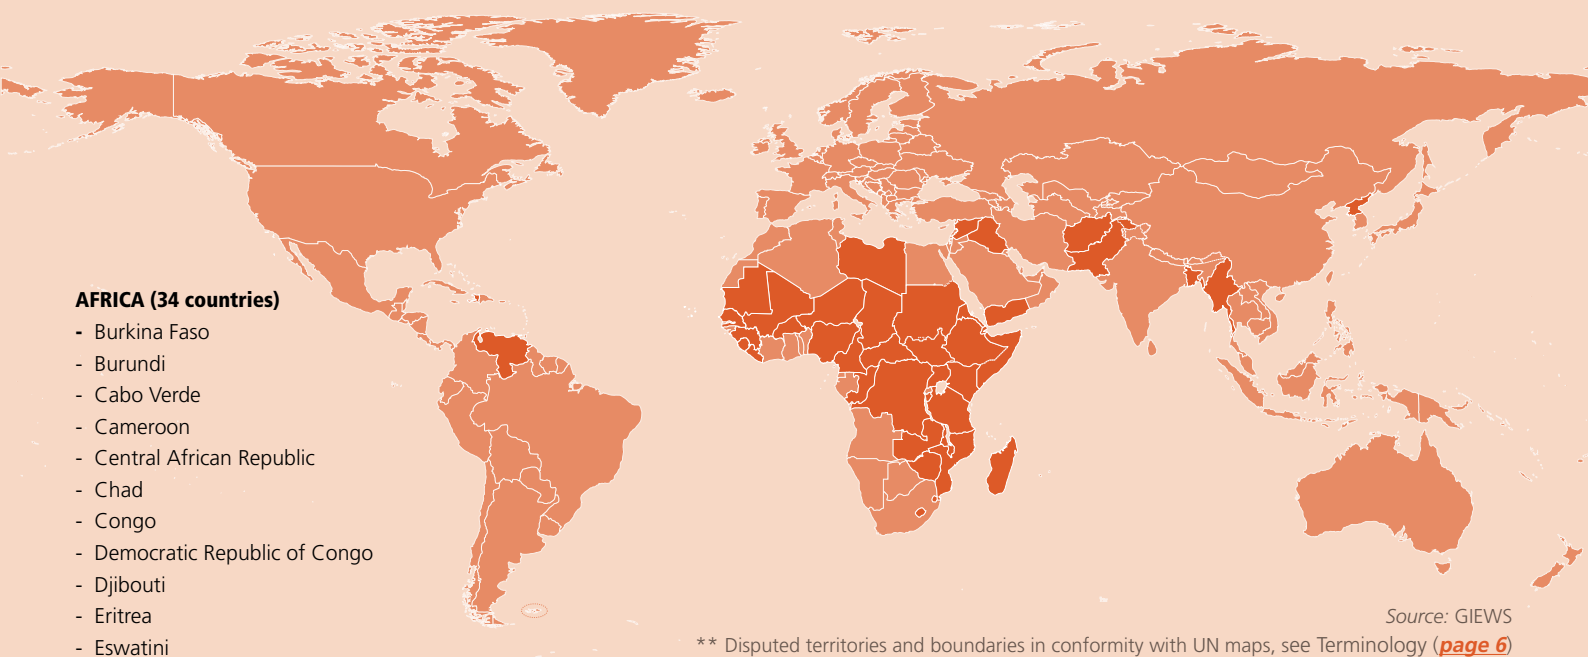 AFRICA (34 countries)
- Burkina Faso
- Burundi
- Cabo Verde
- Cameroon
- Central African Republic
- Chad
- Congo
- Democratic Republic of Congo
- Djibouti
- Eritrea
- Eswatini
Source: GIEWS
** Disputed territories and boundaries in conformity with UN maps, see Terminology (page 6)